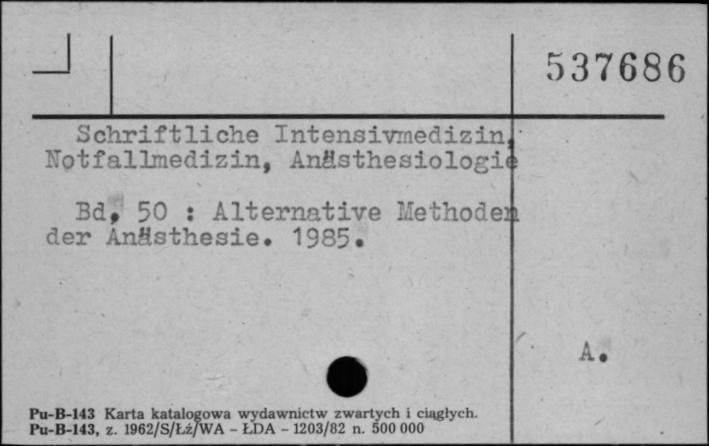 537686
Schriftliche Intensivmedizin,
Notfallmedizin, Anästhesiologie
Bd. 50 : Alternative Methoden
der Anästhesie. 1985.
A.
Pu-B-143 Karta katalogowa wydawnictw zwartych i ciągłych.
Pu-B-143, z. 1962/S/Łż/WA - ŁDA - 1203/82 n. 500 000